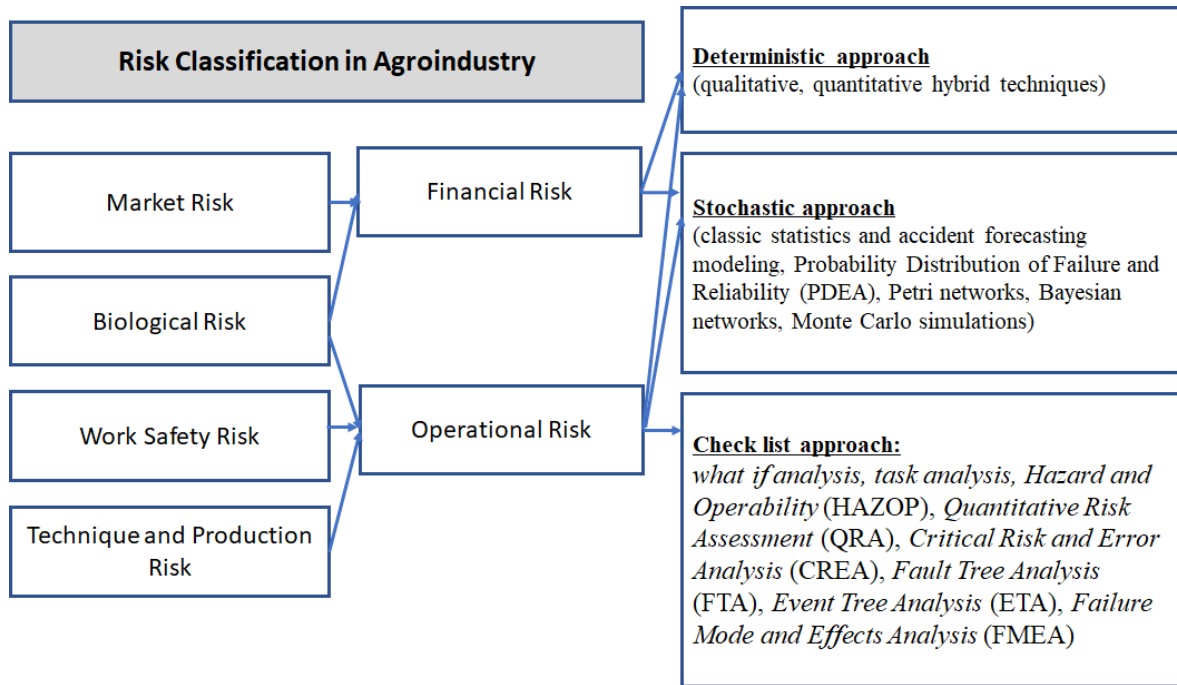 Risk Classification in Agroindustry
Market Risk
Biological Risk
Work Safety Risk
Technique and Production
Risk
Financial Risk
Operational Risk
Deterministic approach
(qualitative, quantitative hybrid techniques)
Stochastic approach
(classic statistics and accident forecasting
modeling, Probability Distribution of Failure and
Reliability (PDEA), Petri networks, Bayesian
networks, Monte Carlo simulations)
Check list approach:
what if analysis, task analysis, Hazard and
Operability (HAZOP), Quantitative Risk
Assessment (QRA), Critical Risk and Error
Analysis (CREA), Fault Tree Analysis
(FTA), Event Tree Analysis (ETA), Failure
Mode and Effects Analysis (FMEA)